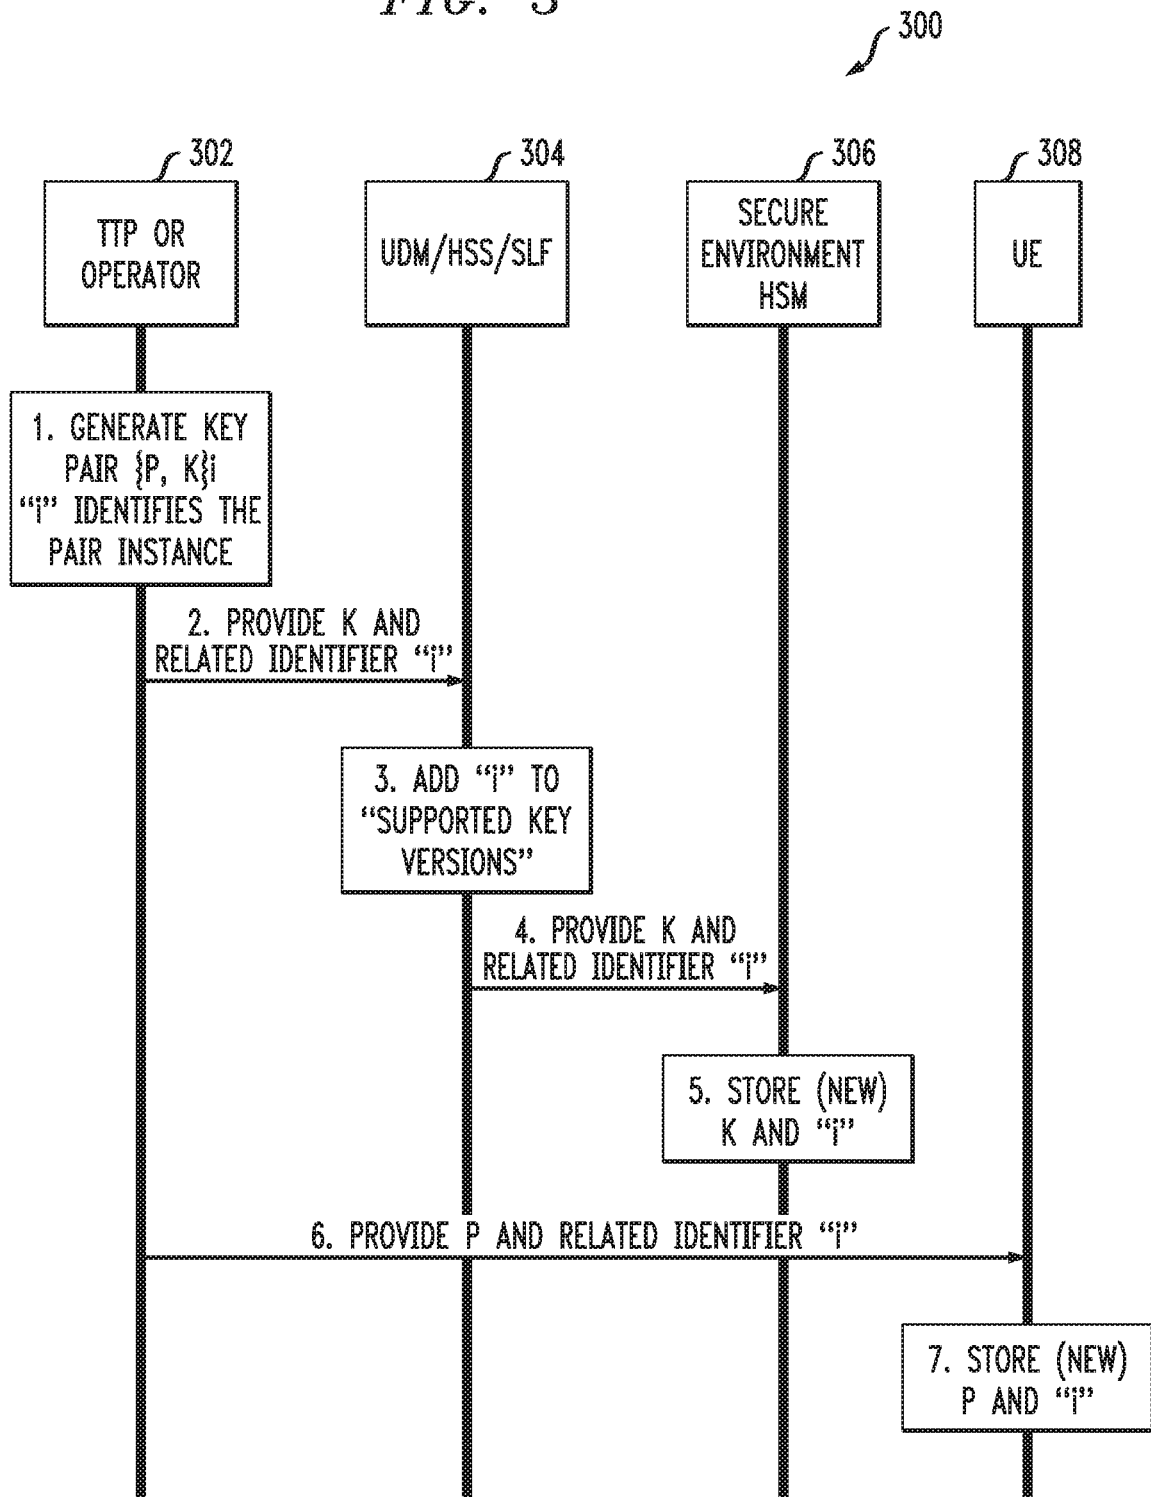 FIG. 3
300
302
304
306
308
TTP OR
OPERATOR
UDM/HSS/SLF
SECURE
ENVIRONMENT
HSM
UE
1. GENERATE KEY
PAIR {P, K}i
“i” IDENTIFIES THE
PAIR INSTANCE
2. PROVIDE K AND
RELATED IDENTIFIER “i”
3. ADD “i” TO
“SUPPORTED KEY
VERSIONS”
4. PROVIDE K AND
RELATED IDENTIFIER “i”
5. STORE (NEW)
K AND “i”
6. PROVIDE P AND RELATED IDENTIFIER “i”
7. STORE (NEW)
P AND “i”